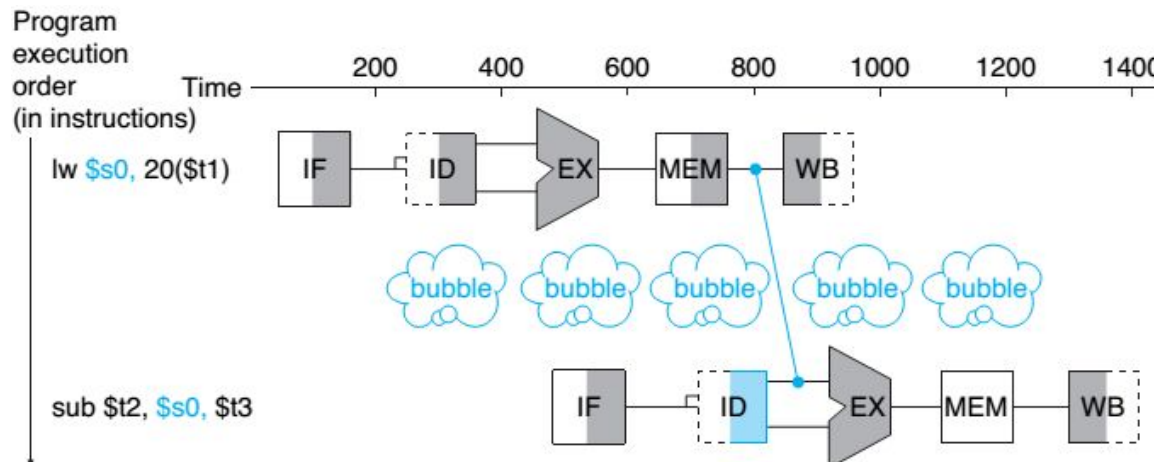 Program
execution
order
(in instructions)
Time
200 400 600 800 1000 1200 1400
lw $s0, 20($t1)
IF ID EX MEM WB
bubble bubble bubble bubble bubble
sub $t2, $s0, $t3
IF ID EX MEM WB